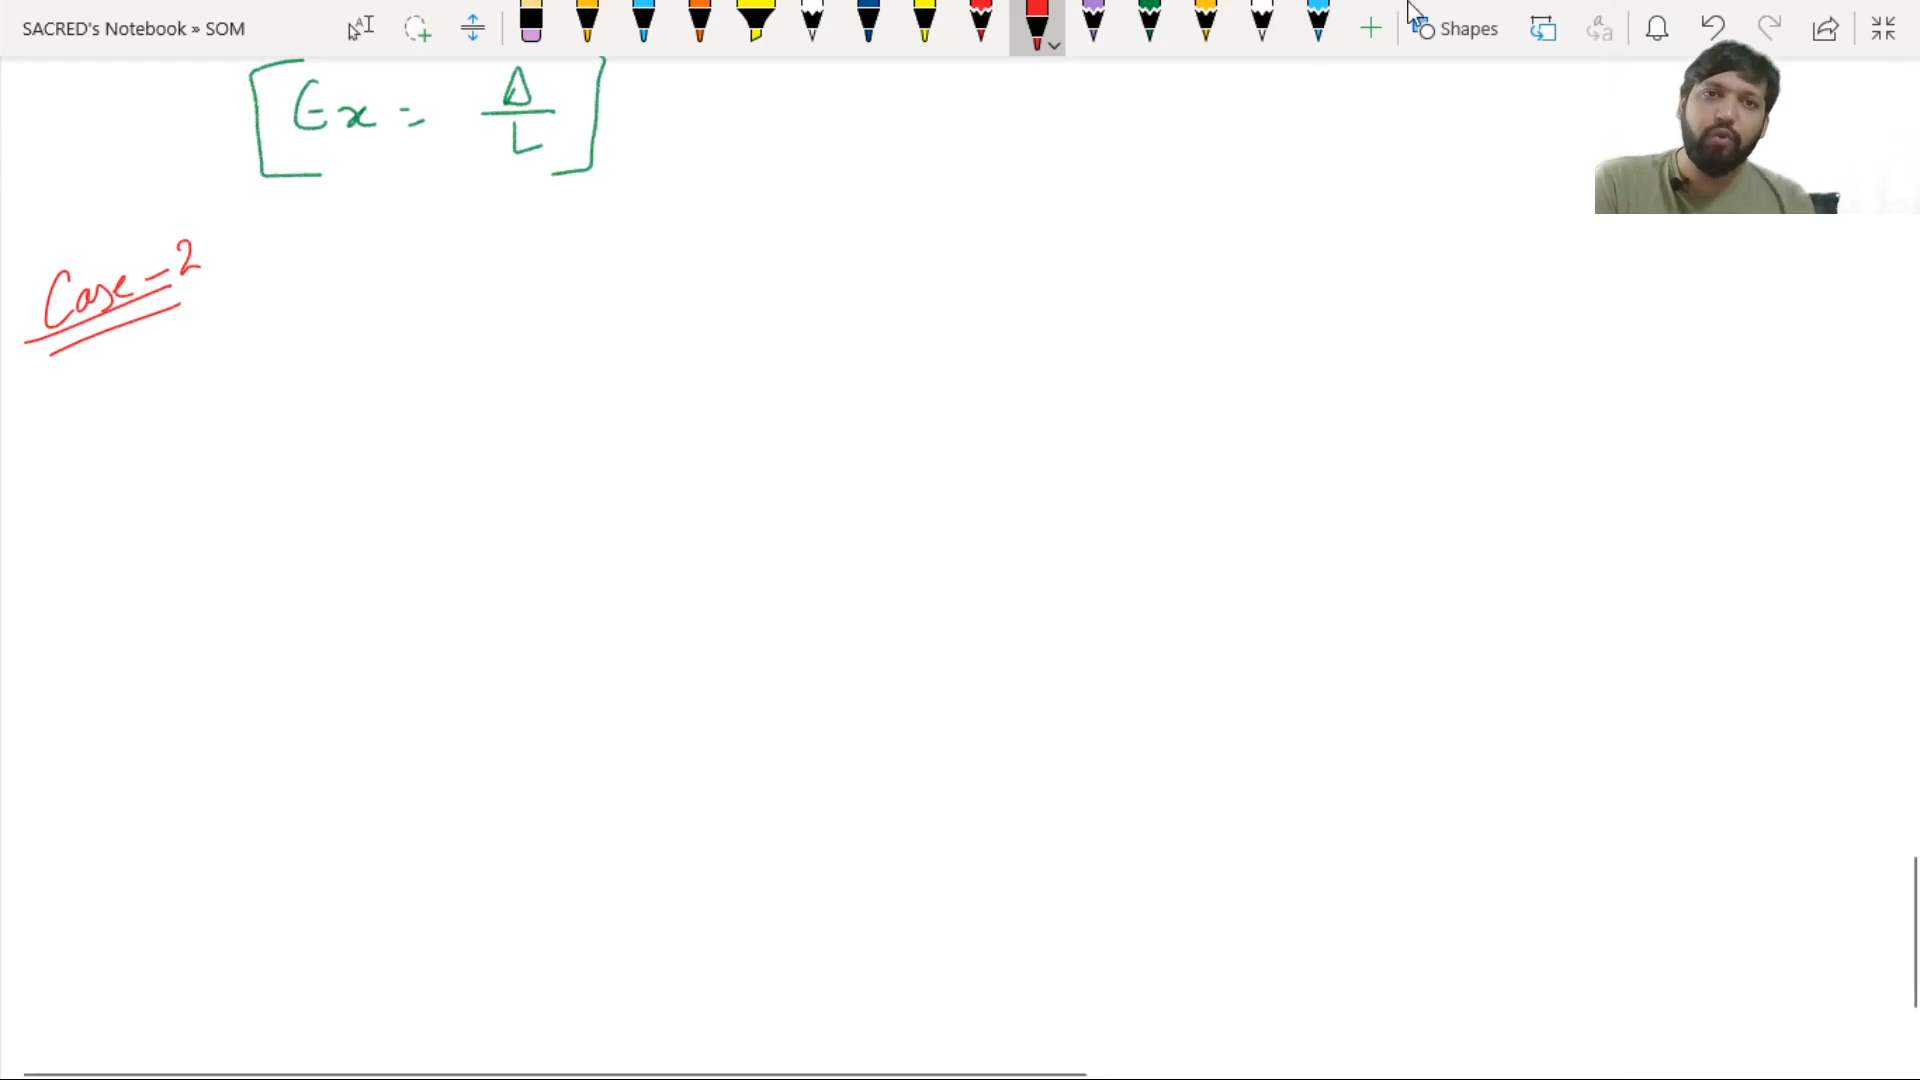 SACRED's Notebook » SOM
Shapes
[Ex = Δ/L]
Case-2